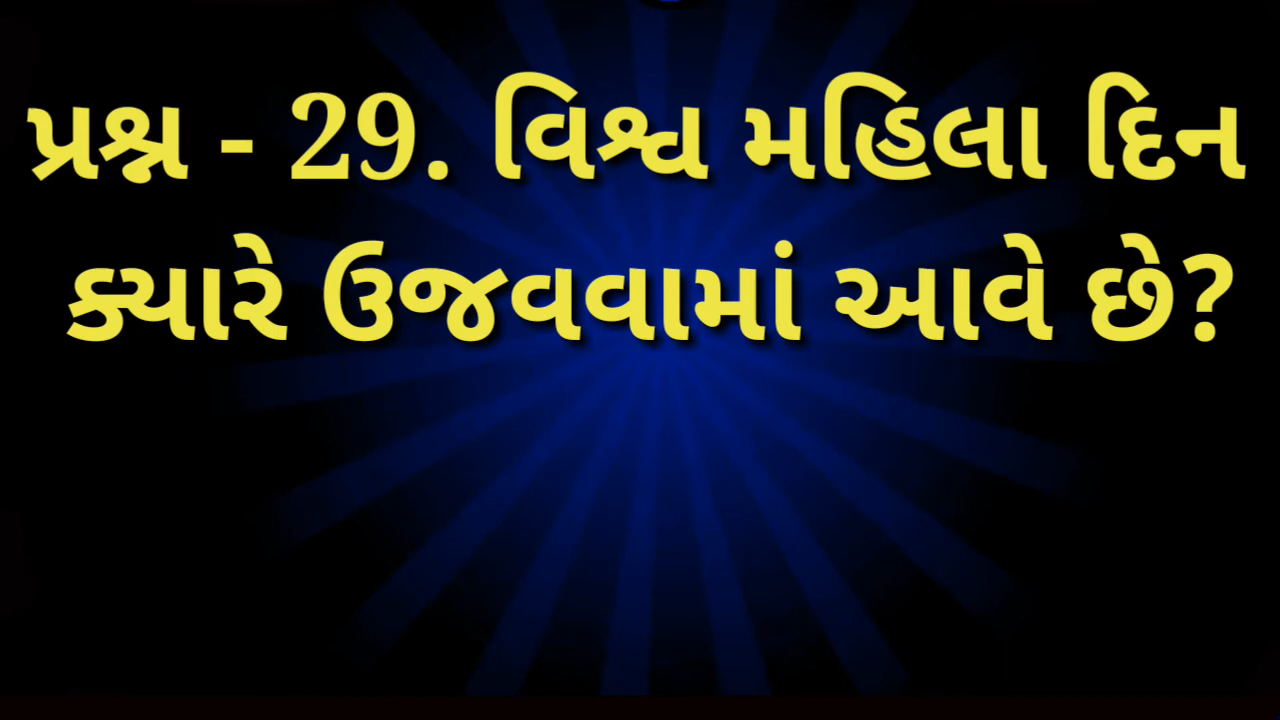 પ્રશ્ન - 29. વિશ્વ મહિલા દિન
ક્યારે ઉજવવામાં આવે છે?